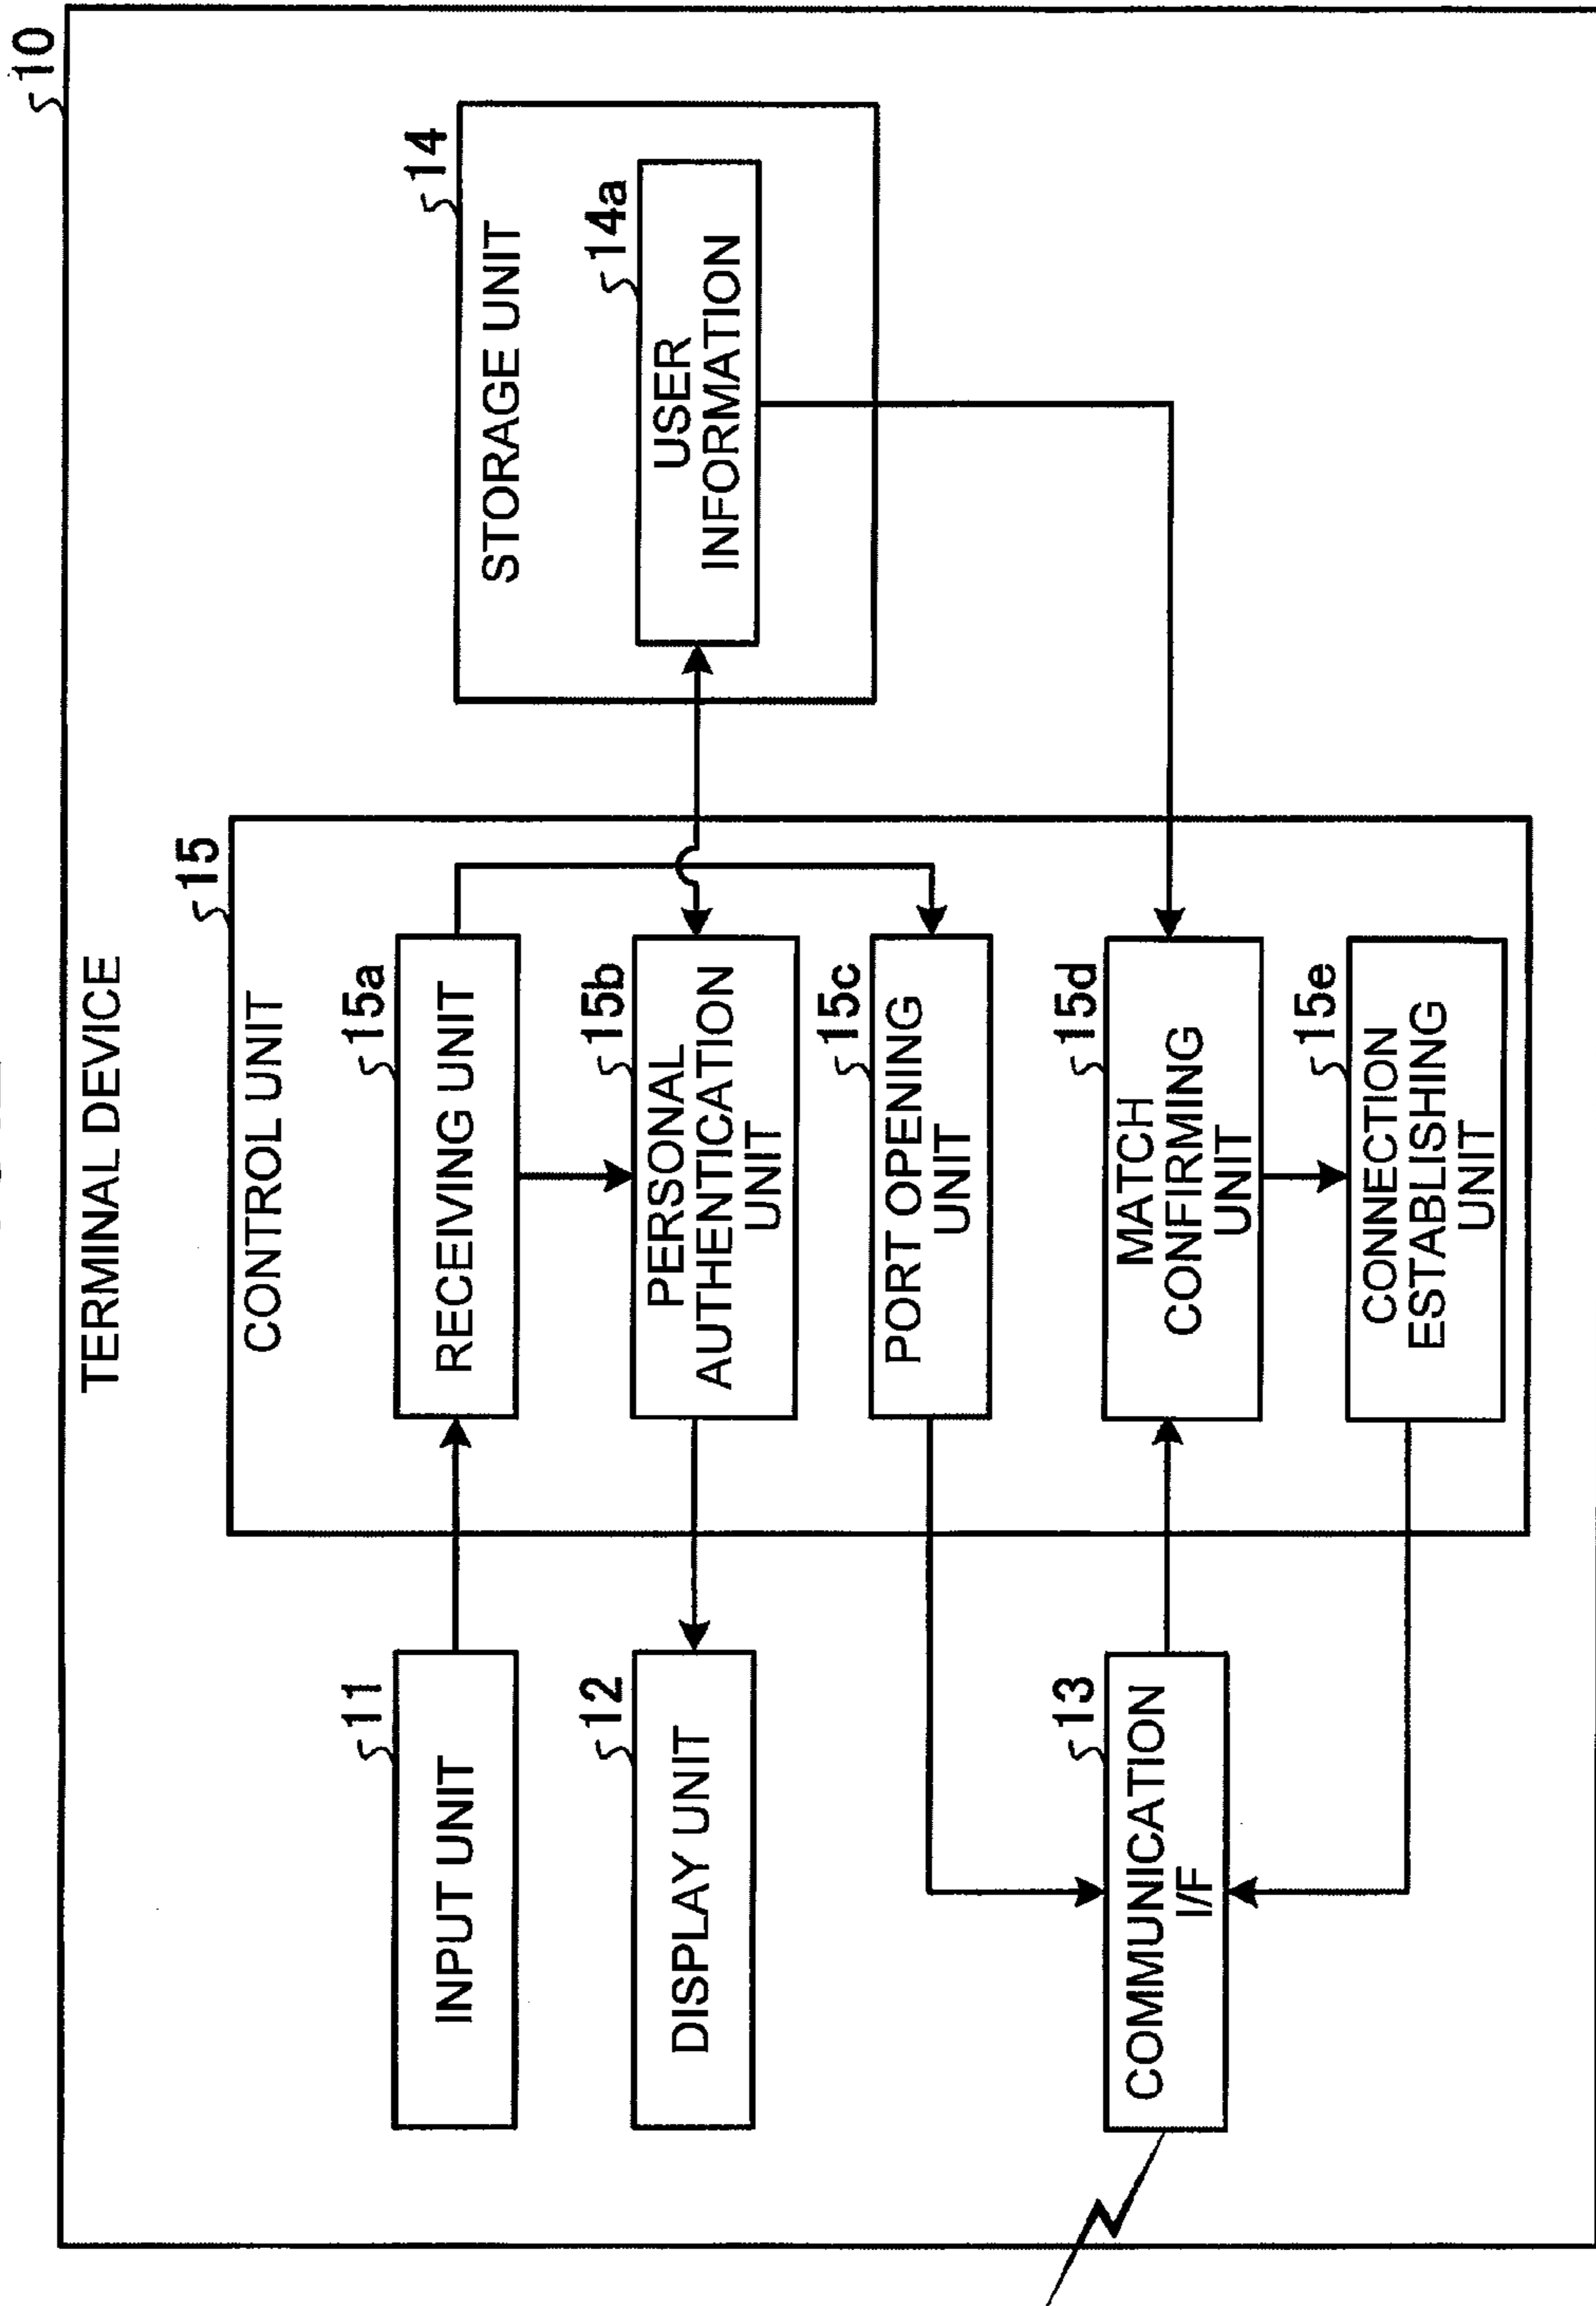 10
TERMINAL DEVICE
15
CONTROL UNIT
14
STORAGE UNIT
11
INPUT UNIT
15a
RECEIVING UNIT
12
DISPLAY UNIT
15b
PERSONAL
AUTHENTICATION
UNIT
14a
USER
INFORMATION
15c
PORT OPENING
UNIT
13
COMMUNICATION
I/F
15d
MATCH
CONFIRMING
UNIT
15e
CONNECTION
ESTABLISHING
UNIT